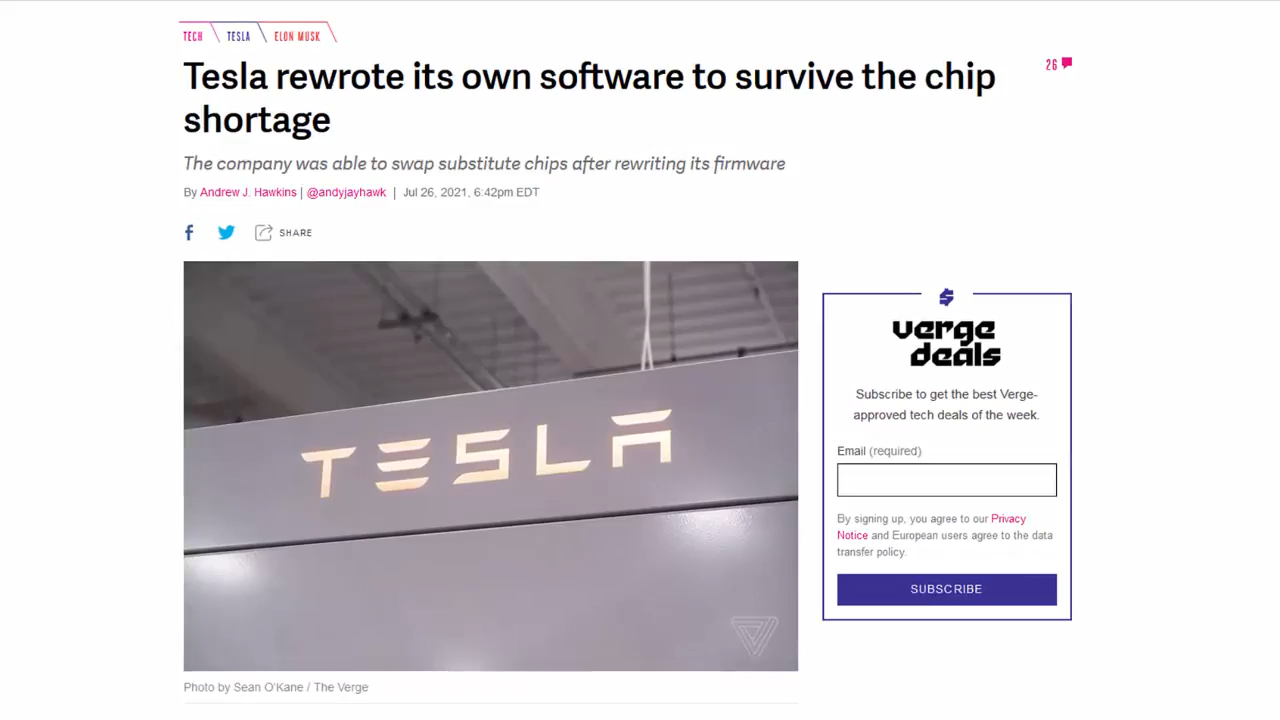 TECH TESLA ELON MUSK
Tesla rewrote its own software to survive the chip
shortage
26
The company was able to swap substitute chips after rewriting its firmware
By Andrew J. Hawkins | @andyjayhawk | Jul 26, 2021, 6:42pm EDT
SHARE
TESLA
Photo by Sean O'Kane / The Verge
verge
deals
Subscribe to get the best Verge-
approved tech deals of the week.
Email (required)
By signing up, you agree to our Privacy
Notice and European users agree to the data
transfer policy.
SUBSCRIBE